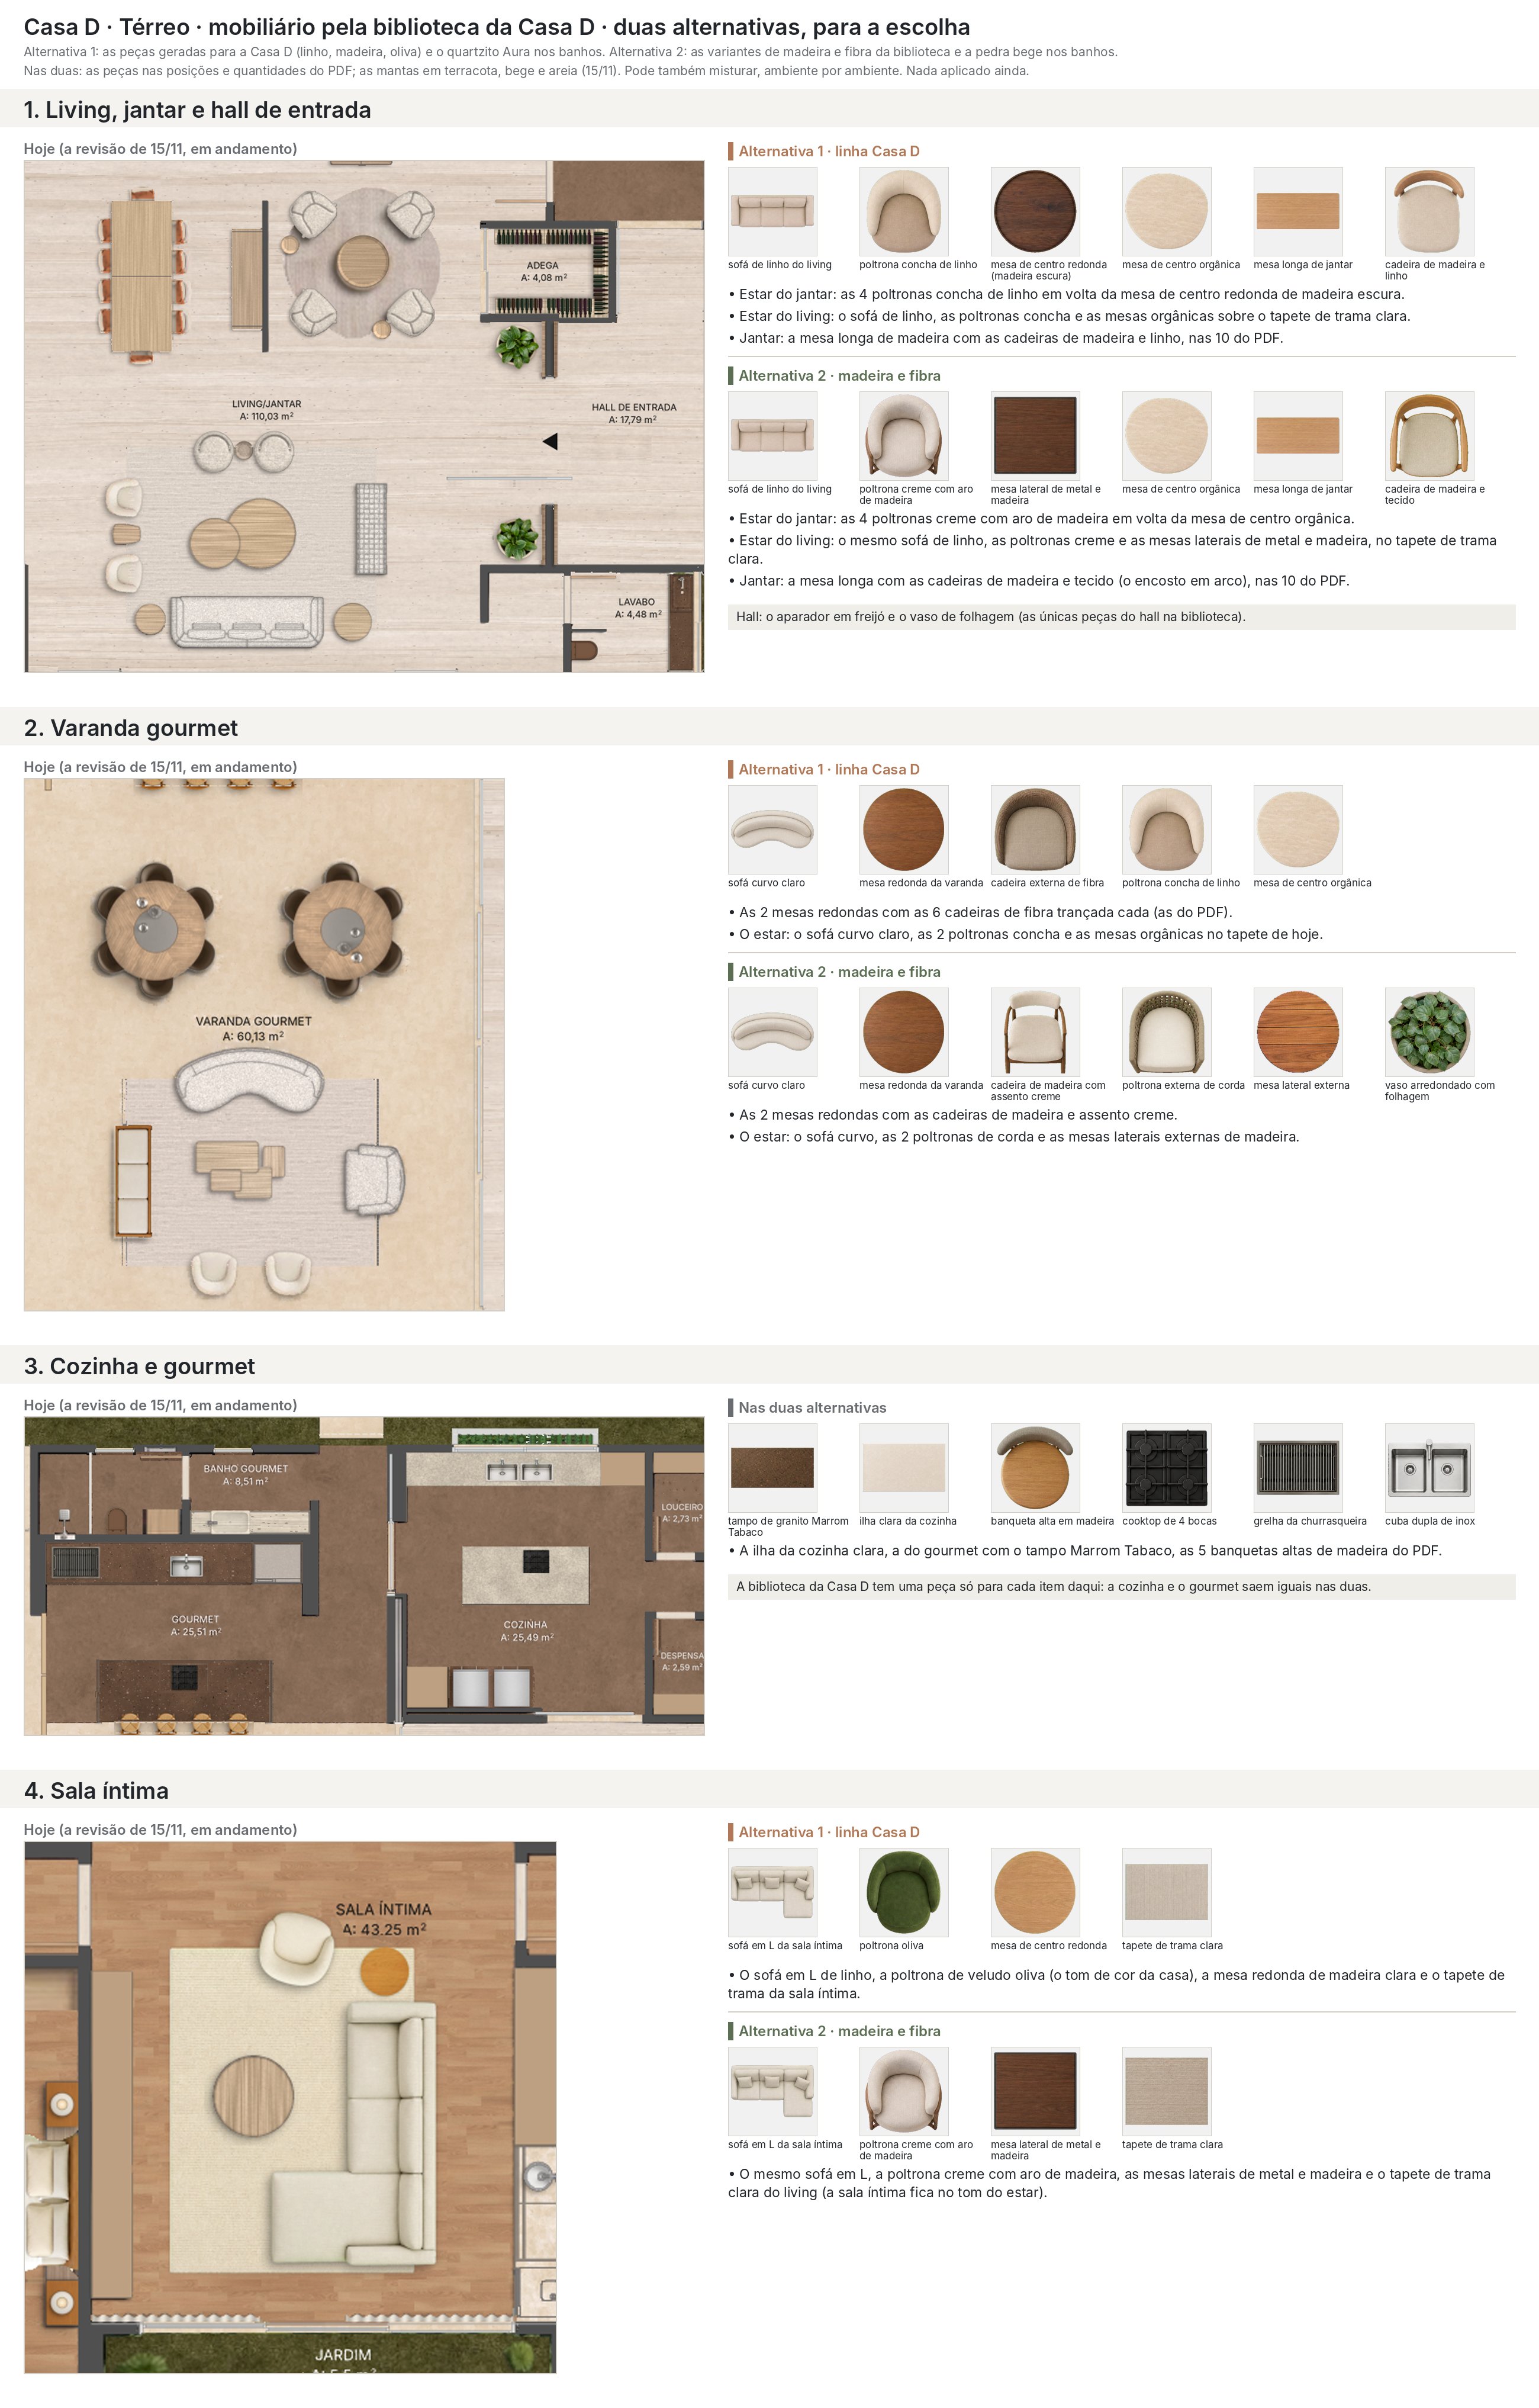 Casa D · Térreo · mobiliário pela biblioteca da Casa D · duas alternativas, para a escolha
Alternativa 1: as peças geradas para a Casa D (linho, madeira, oliva) e o quartzito Aura nos banhos. Alternativa 2: as variantes de madeira e fibra da biblioteca e a pedra bege nos banhos.
Nas duas: as peças nas posições e quantidades do PDF; as mantas em terracota, bege e areia (15/11). Pode também misturar, ambiente por ambiente. Nada aplicado ainda.
1. Living, jantar e hall de entrada
Hoje (a revisão de 15/11, em andamento)
ADEGA
A: 4,08 m²
LIVING/JANTAR
A: 110,03 m²
HALL DE ENTRADA
A: 17,79 m²
LAVABO
A: 4,48 m²
Alternativa 1 · linha Casa D
sofá de linho do living
poltrona concha de linho
mesa de centro redonda
(madeira escura)
mesa de centro orgânica
mesa longa de jantar
cadeira de madeira e
linho
• Estar do jantar: as 4 poltronas concha de linho em volta da mesa de centro redonda de madeira escura.
• Estar do living: o sofá de linho, as poltronas concha e as mesas orgânicas sobre o tapete de trama clara.
• Jantar: a mesa longa de madeira com as cadeiras de madeira e linho, nas 10 do PDF.
Alternativa 2 · madeira e fibra
sofá de linho do living
poltrona creme com aro
de madeira
mesa lateral de metal e
madeira
mesa de centro orgânica
mesa longa de jantar
cadeira de madeira e
tecido
• Estar do jantar: as 4 poltronas creme com aro de madeira em volta da mesa de centro orgânica.
• Estar do living: o mesmo sofá de linho, as poltronas creme e as mesas laterais de metal e madeira, no tapete de trama
clara.
• Jantar: a mesa longa com as cadeiras de madeira e tecido (o encosto em arco), nas 10 do PDF.
Hall: o aparador em freijó e o vaso de folhagem (as únicas peças do hall na biblioteca).
2. Varanda gourmet
Hoje (a revisão de 15/11, em andamento)
VARANDA GOURMET
A: 60,13 m²
Alternativa 1 · linha Casa D
sofá curvo claro
mesa redonda da varanda
cadeira externa de fibra
poltrona concha de linho
mesa de centro orgânica
• As 2 mesas redondas com as 6 cadeiras de fibra trançada cada (as do PDF).
• O estar: o sofá curvo claro, as 2 poltronas concha e as mesas orgânicas no tapete de hoje.
Alternativa 2 · madeira e fibra
sofá curvo claro
mesa redonda da varanda
cadeira de madeira com
assento creme
poltrona externa de corda
mesa lateral externa
vaso arredondado com
folhagem
• As 2 mesas redondas com as cadeiras de madeira e assento creme.
• O estar: o sofá curvo, as 2 poltronas de corda e as mesas laterais externas de madeira.
3. Cozinha e gourmet
Hoje (a revisão de 15/11, em andamento)
BANHO GOURMET
A: 8,51 m²
LOUCEIRO
A: 2,73 m²
GOURMET
A: 25,51 m²
COZINHA
A: 25,49 m²
DESPENSA
A: 2,59 m²
Nas duas alternativas
tampo de granito Marrom
Tabaco
ilha clara da cozinha
banqueta alta em madeira
cooktop de 4 bocas
grelha da churrasqueira
cuba dupla de inox
• A ilha da cozinha clara, a do gourmet com o tampo Marrom Tabaco, as 5 banquetas altas de madeira do PDF.
A biblioteca da Casa D tem uma peça só para cada item daqui: a cozinha e o gourmet saem iguais nas duas.
4. Sala íntima
Hoje (a revisão de 15/11, em andamento)
SALA ÍNTIMA
A: 43.25 m²
JARDIM
Alternativa 1 · linha Casa D
sofá em L da sala íntima
poltrona oliva
mesa de centro redonda
tapete de trama clara
• O sofá em L de linho, a poltrona de veludo oliva (o tom de cor da casa), a mesa redonda de madeira clara e o tapete de
trama da sala íntima.
Alternativa 2 · madeira e fibra
sofá em L da sala íntima
poltrona creme com aro
de madeira
mesa lateral de metal e
madeira
tapete de trama clara
• O mesmo sofá em L, a poltrona creme com aro de madeira, as mesas laterais de metal e madeira e o tapete de trama
clara do living (a sala íntima fica no tom do estar).